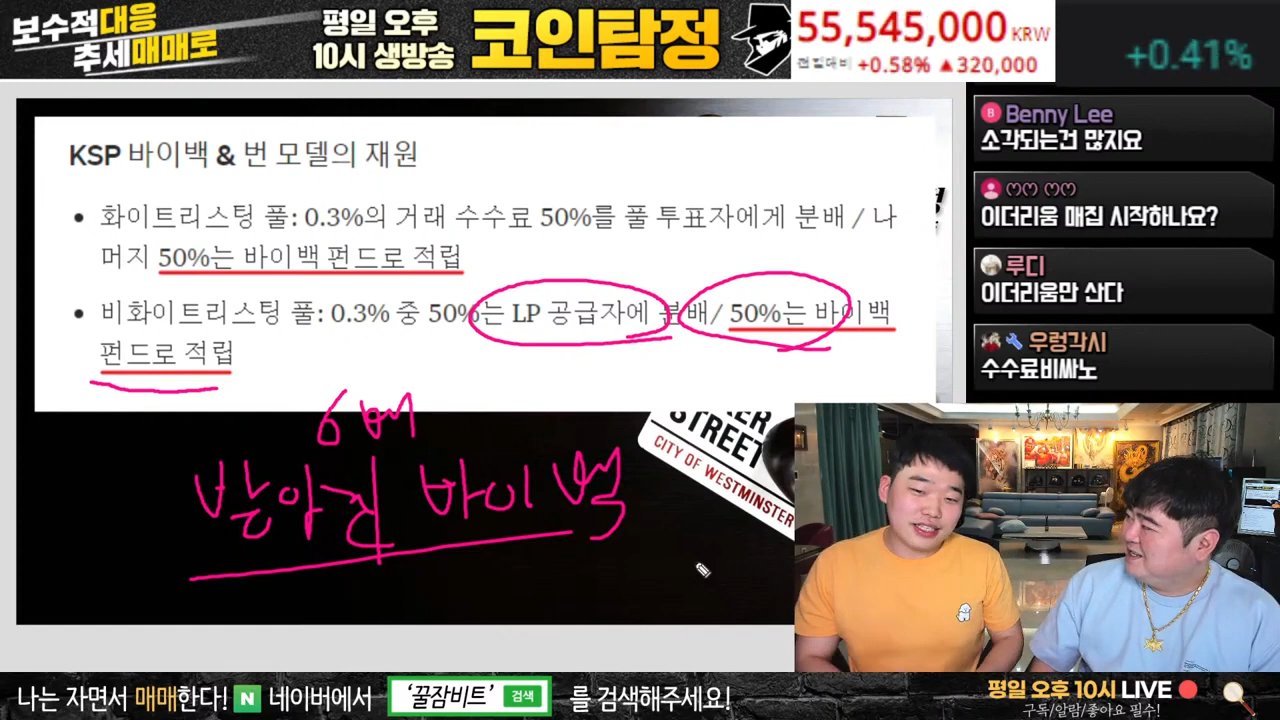 보수적대응
추세매매로
평일 오후
10시 생방송
코인탐정
55,545,000 KRW
전일대비 +0.58% ▲320,000
+0.41%
KSP 바이백 & 번 모델의 재원
• 화이트리스팅 풀: 0.3%의 거래 수수료 50%를 풀 투표자에게 분배 / 나
머지 50%는 바이백 펀드로 적립
• 비화이트리스팅 풀: 0.3% 중 50%는 LP 공급자에 분배/ 50%는 바이백
펀드로 적립
6배
바이백
STREET
CITY OF WESTMINSTER
B Benny Lee
소각되는건 많지요
이더리움 매집 시작하나요?
루디
이더리움만 산다
우렁각시
수수료비싸노
나는 자면서 매매한다! N 네이버에서 '꿀잠비트' 검색 를 검색해주세요!
평일 오후 10시 LIVE
구독/알람/좋아요 필수!